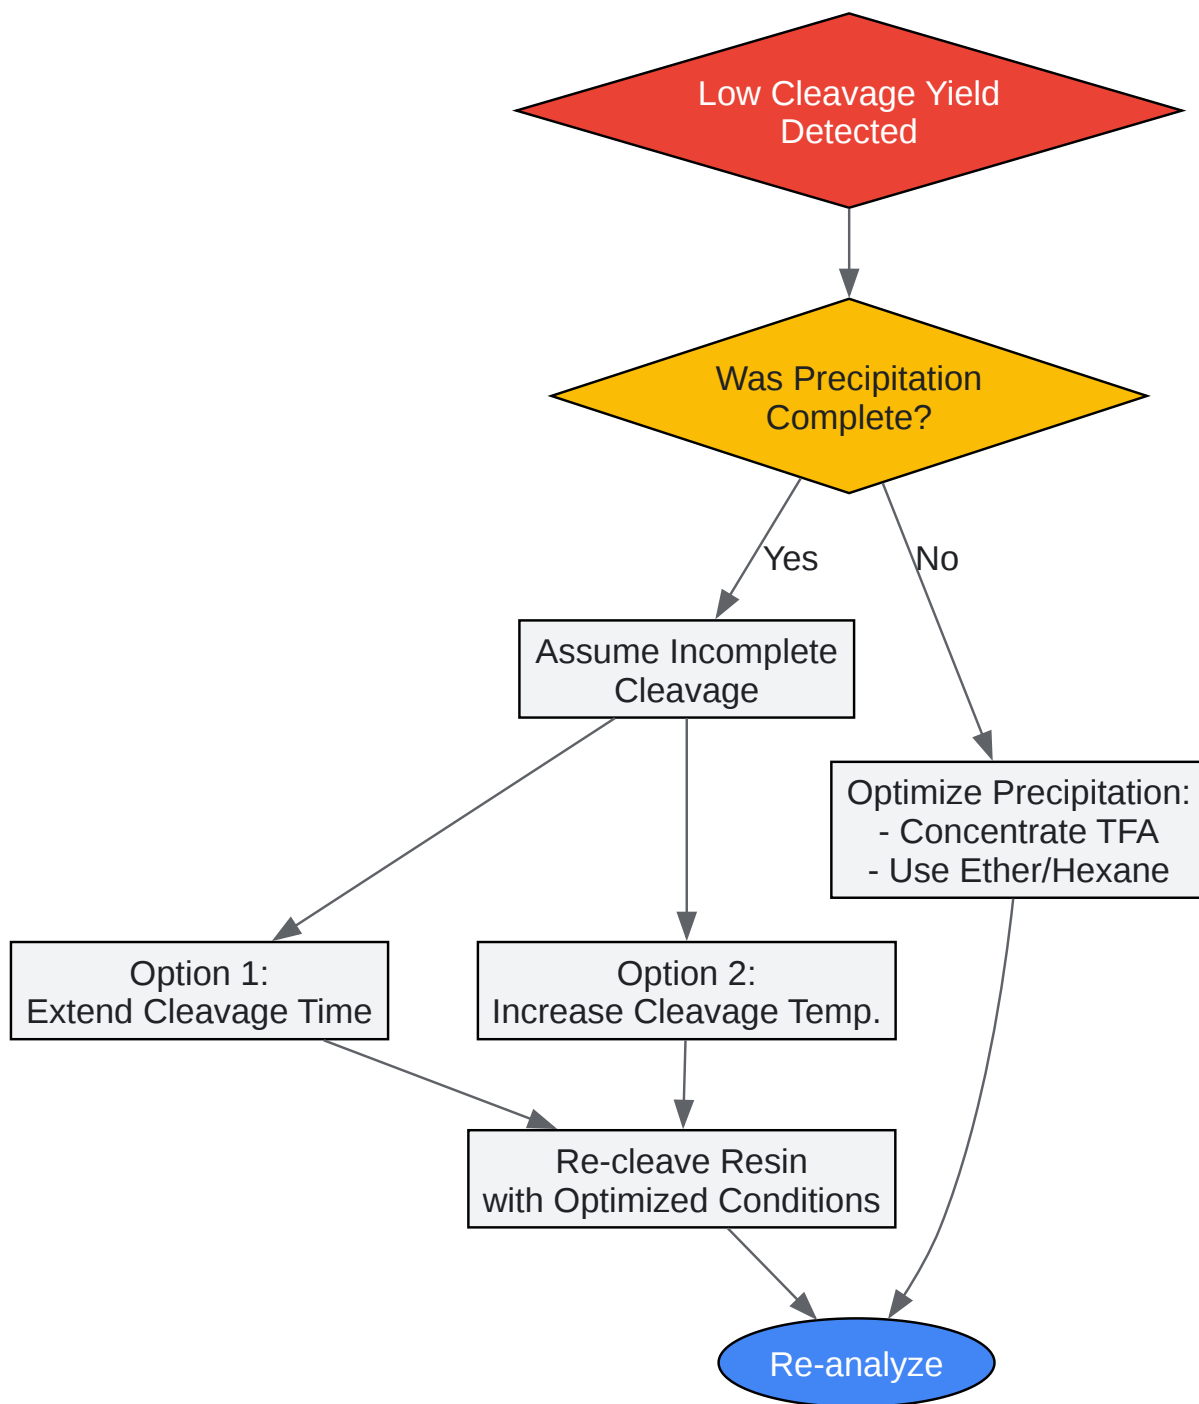 Low Cleavage Yield
Detected
Was Precipitation
Complete?
Yes
No
Assume Incomplete
Cleavage
Optimize Precipitation:
- Concentrate TFA
- Use Ether/Hexane
Option 1:
Extend Cleavage Time
Option 2:
Increase Cleavage Temp.
Re-cleave Resin
with Optimized Conditions
Re-analyze